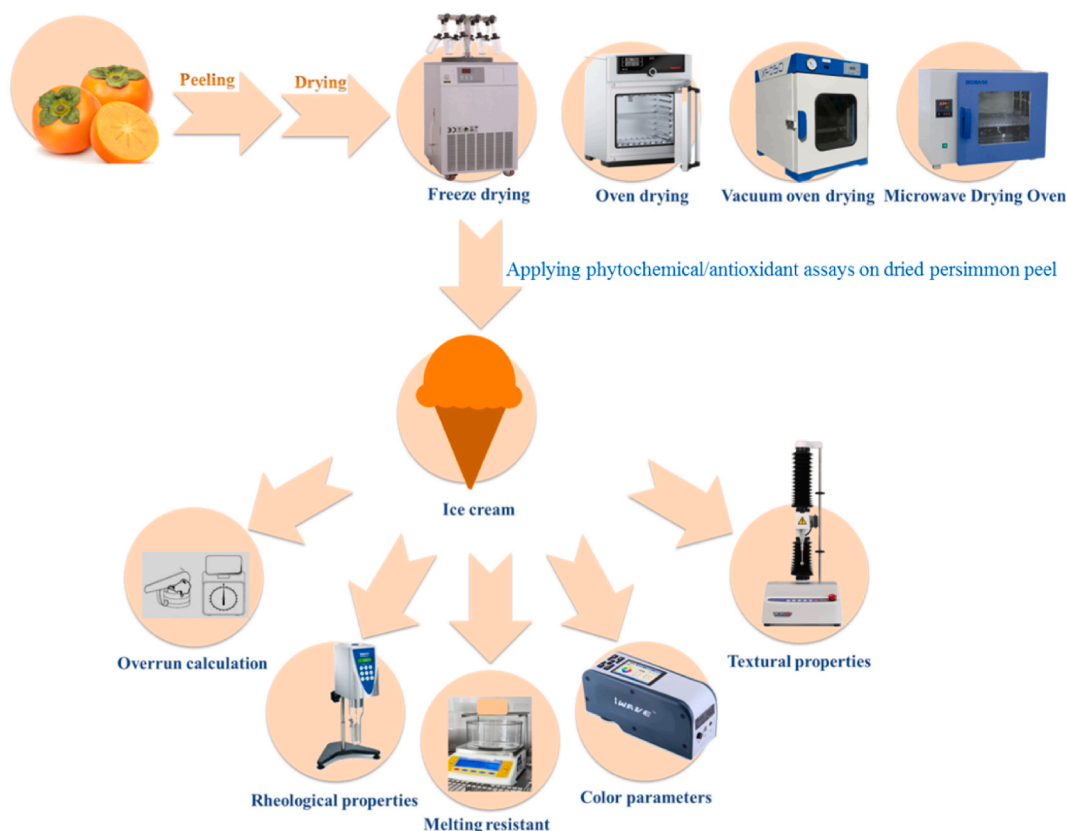 Peeling
Drying
Freeze drying
Oven drying
Vacuum oven drying
Microwave Drying Oven
Applying phytochemical/antioxidant assays on dried persimmon peel
Ice cream
Overrun calculation
Rheological properties
Melting resistant
iWAVE
Color parameters
Textural properties